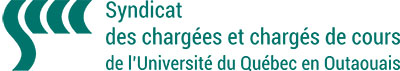 Syndicat
des chargées et chargés de cours
de l'Université du Québec en Outaouais